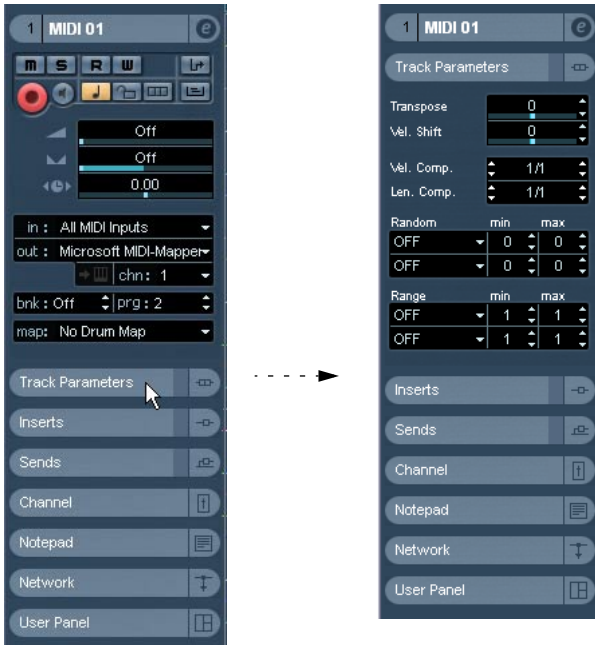 1 MIDI 01 e
M S R W
Off
Off
0.00
in : All MIDI Inputs
out : Microsoft MIDI-Mapper
chn: 1
bnk : Off prg : 2
map: No Drum Map
Track Parameters
Inserts
Sends
Channel
Notepad
Network
User Panel
1 MIDI 01 e
Track Parameters
Transpose 0
Vel. Shift 0
Vel. Comp. 1/1
Len. Comp. 1/1
Random min max
OFF 0 0
OFF 0 0
Range min max
OFF 1 1
OFF 1 1
Inserts
Sends
Channel
Notepad
Network
User Panel